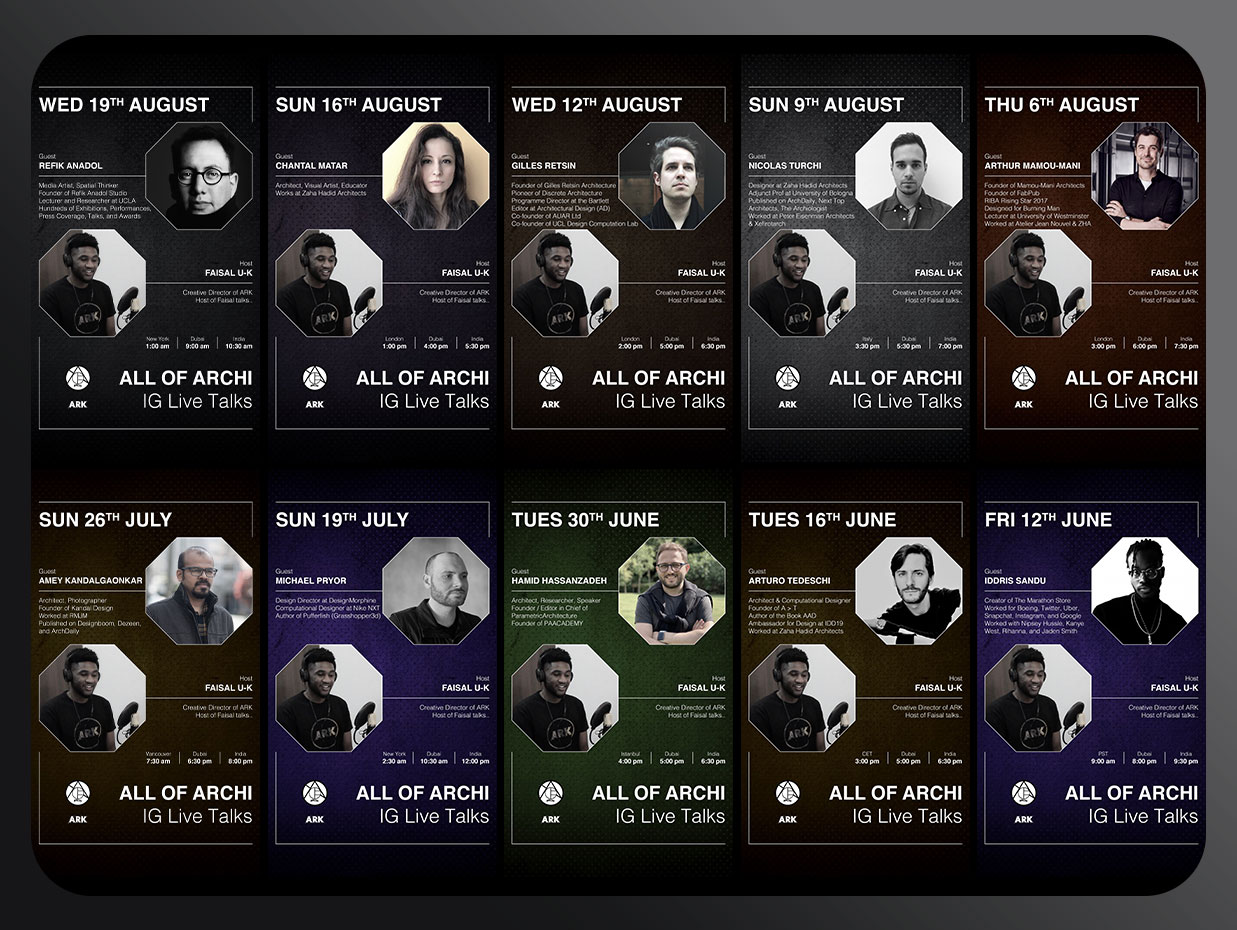 WED 19TH AUGUST
Guest
REFIK ANADOL
Media Artist, Spatial Thinker
Founder of Refik Anadol Studio
Lecturer and Researcher at UCLA
Hundreds of Exhibitions, Performances,
Press Coverage, Talks, and Awards
Host
FAISAL U-K
Creative Director of ARK
Host of Faisal talks..
ARK
New York Dubai India
1:00 am 9:00 am 10:30 am
ALL OF ARCHI
IG Live Talks
ARK
SUN 16TH AUGUST
Guest
CHANTAL MATAR
Architect, Visual Artist, Educator
Works at Zaha Hadid Architects
Host
FAISAL U-K
Creative Director of ARK
Host of Faisal talks..
ARK
London Dubai India
1:00 pm 4:00 pm 5:30 pm
ALL OF ARCHI
IG Live Talks
ARK
WED 12TH AUGUST
Guest
GILLES RETSIN
Founder of Gilles Retsin Architecture
Pioneer of Discrete Architecture
Programme Director at the Bartlett
Editor at Architectural Design (AD)
Co-founder of AUAR Ltd
Co-founder of UCL Design Computation Lab
Host
FAISAL U-K
Creative Director of ARK
Host of Faisal talks..
ARK
London Dubai India
2:00 pm 5:00 pm 6:30 pm
ALL OF ARCHI
IG Live Talks
ARK
SUN 9TH AUGUST
Guest
NICOLAS TURCHI
Designer at Zaha Hadid Architects
Adjunct Prof at University of Bologna
Published on ArchDaily, Next Top
Architects, The Archiologist
Worked at Peter Eisenman Architects
& Xefirotarch
Host
FAISAL U-K
Creative Director of ARK
Host of Faisal talks..
ARK
Italy Dubai India
3:30 pm 5:30 pm 7:00 pm
ALL OF ARCHI
IG Live Talks
ARK
THU 6TH AUGUST
Guest
ARTHUR MAMOU-MANI
Founder of Mamou-Mani Architects
Founder of FabPub
RIBA Rising Star 2017
Designed for Burning Man
Lecturer at University of Westminster
Worked at Atelier Jean Nouvel & ZHA
Host
FAISAL U-K
Creative Director of ARK
Host of Faisal talks..
ARK
London Dubai India
3:00 pm 6:00 pm 7:30 pm
ALL OF ARCHI
IG Live Talks
ARK
SUN 26TH JULY
Guest
AMEY KANDALGAONKAR
Architect, Photographer
Founder of Kandal Design
Worked at RMJM
Published on Designboom, Dezeen,
and ArchDaily
Host
FAISAL U-K
Creative Director of ARK
Host of Faisal talks..
ARK
Vancouver Dubai India
7:30 am 6:30 pm 8:00 pm
ALL OF ARCHI
IG Live Talks
ARK
SUN 19TH JULY
Guest
MICHAEL PRYOR
Design Director at DesignMorphine
Computational Designer at Nike NXT
Author of Pufferfish (Grasshopper3d)
Host
FAISAL U-K
Creative Director of ARK
Host of Faisal talks..
ARK
New York Dubai India
2:30 am 10:30 am 12:00 pm
ALL OF ARCHI
IG Live Talks
ARK
TUES 30TH JUNE
Guest
HAMID HASSANZADEH
Architect, Researcher, Speaker
Founder / Editor in Chief of
ParametricArchitecture
Founder of PAACADEMY
Host
FAISAL U-K
Creative Director of ARK
Host of Faisal talks..
ARK
Istanbul Dubai India
4:00 pm 5:00 pm 6:30 pm
ALL OF ARCHI
IG Live Talks
ARK
TUES 16TH JUNE
Guest
ARTURO TEDESCHI
Architect & Computational Designer
Founder of A > T
Author of the Book AAD
Ambassador for Design at IDD19
Worked at Zaha Hadid Architects
Host
FAISAL U-K
Creative Director of ARK
Host of Faisal talks..
ARK
CET Dubai India
3:00 pm 5:00 pm 6:30 pm
ALL OF ARCHI
IG Live Talks
ARK
FRI 12TH JUNE
Guest
IDDRIS SANDU
Creator of The Marathon Store
Worked for Boeing, Twitter, Uber,
Snapchat, Instagram, and Google
Worked with Nipsey Hussle, Kanye
West, Rihanna, and Jaden Smith
Host
FAISAL U-K
Creative Director of ARK
Host of Faisal talks..
ARK
PST Dubai India
9:00 am 8:00 pm 9:30 pm
ALL OF ARCHI
IG Live Talks
ARK